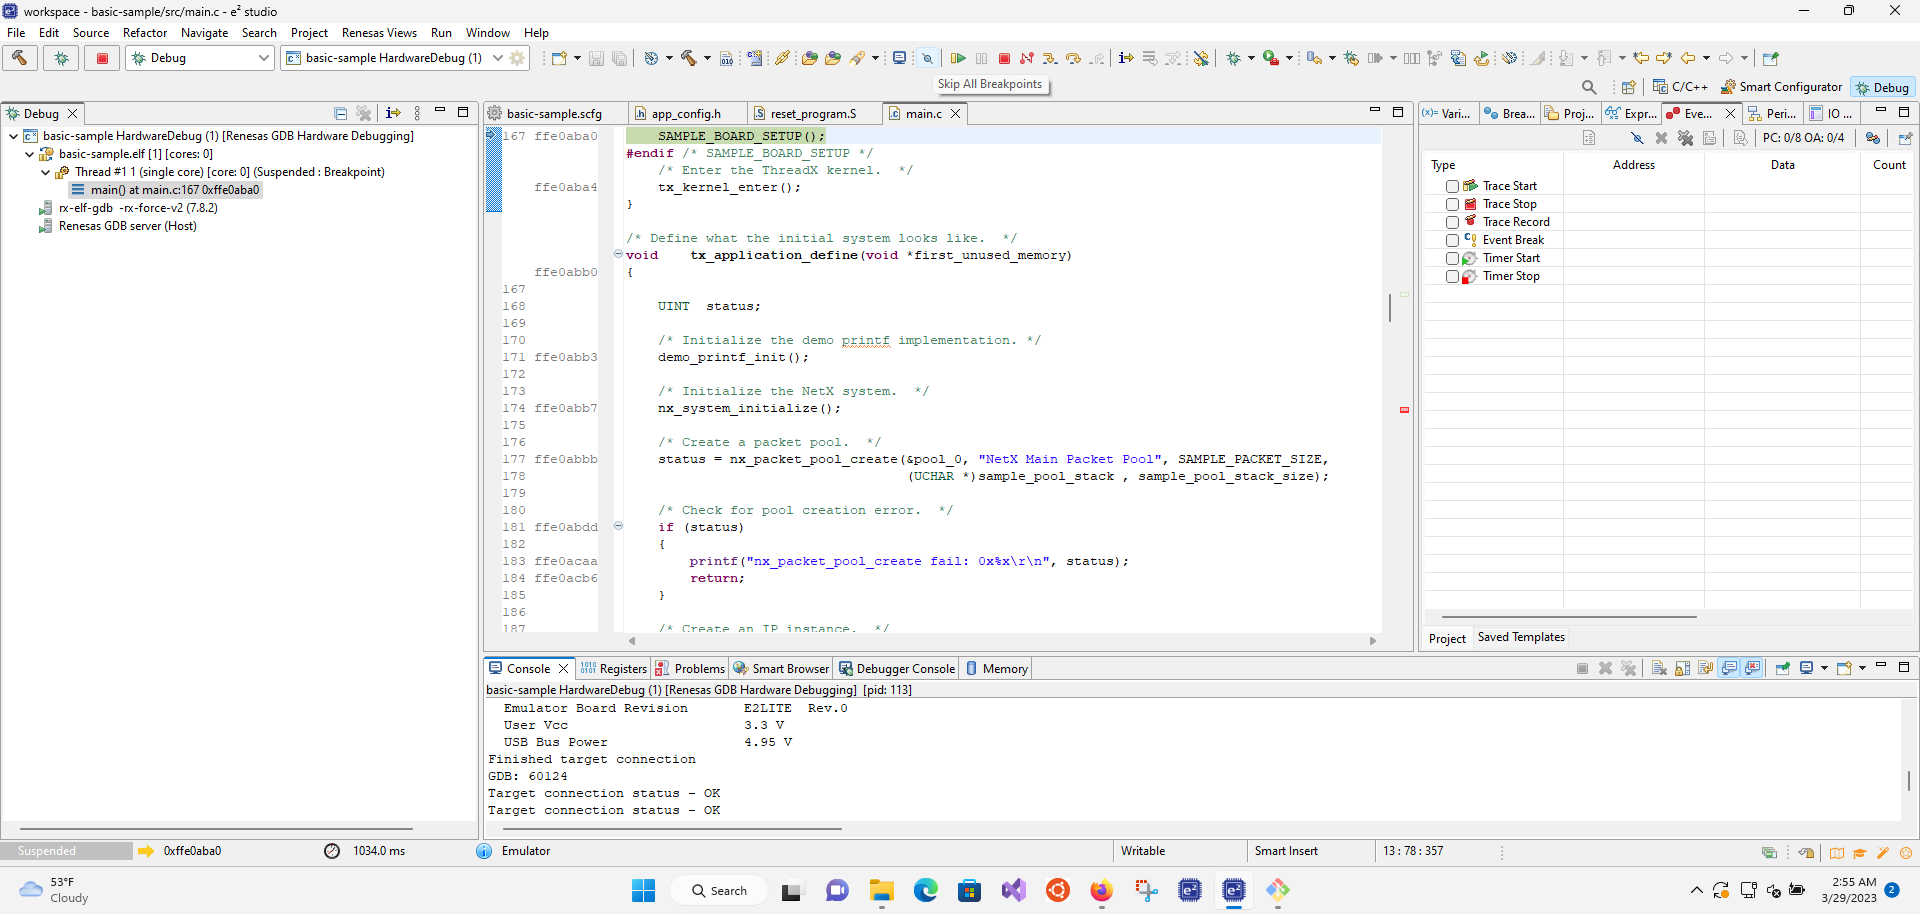 workspace - basic-sample/src/main.c - e² studio
File Edit Source Refactor Navigate Search Project Renesas Views Run Window Help
Debug basic-sample HardwareDebug (1)
Skip All Breakpoints
C/C++ Smart Configurator Debug
Debug
basic-sample HardwareDebug (1) [Renesas GDB Hardware Debugging]
basic-sample.elf [1] [cores: 0]
Thread #1 1 (single core) [core: 0] (Suspended : Breakpoint)
main() at main.c:167 0xffe0aba0
rx-elf-gdb -rx-force-v2 (7.8.2)
Renesas GDB server (Host)
basic-sample.scfg app_config.h reset_program.S main.c
167 ffe0aba0 SAMPLE_BOARD_SETUP();
#endif /* SAMPLE_BOARD_SETUP */
/* Enter the ThreadX kernel. */
ffe0aba4 tx_kernel_enter();
}
/* Define what the initial system looks like. */
void tx_application_define(void *first_unused_memory)
ffe0abb0 {
167
168 UINT status;
169
170 /* Initialize the demo printf implementation. */
171 ffe0abb3 demo_printf_init();
172
173 /* Initialize the NetX system. */
174 ffe0abb7 nx_system_initialize();
175
176 /* Create a packet pool. */
177 ffe0abbb status = nx_packet_pool_create(&pool_0, "NetX Main Packet Pool", SAMPLE_PACKET_SIZE,
178 (UCHAR *)sample_pool_stack , sample_pool_stack_size);
179
180 /* Check for pool creation error. */
181 ffe0abdd if (status)
182 {
183 ffe0acaa printf("nx_packet_pool_create fail: 0x%x\r\n", status);
184 ffe0acb6 return;
185 }
186
187 /* Create an IP instance. */
Vari... Brea... Proj... Expr... Eve... Peri... IO ...
PC: 0/8 OA: 0/4
Type Address Data Count
Trace Start
Trace Stop
Trace Record
Event Break
Timer Start
Timer Stop
Project Saved Templates
Console Registers Problems Smart Browser Debugger Console Memory
basic-sample HardwareDebug (1) [Renesas GDB Hardware Debugging] [pid: 113]
Emulator Board Revision E2LITE Rev.0
User Vcc 3.3 V
USB Bus Power 4.95 V
Finished target connection
GDB: 60124
Target connection status - OK
Target connection status - OK
Suspended 0xffe0aba0 1034.0 ms Emulator Writable Smart Insert 13 : 78 : 357
53°F
Cloudy
Search
2:55 AM
3/29/2023
2